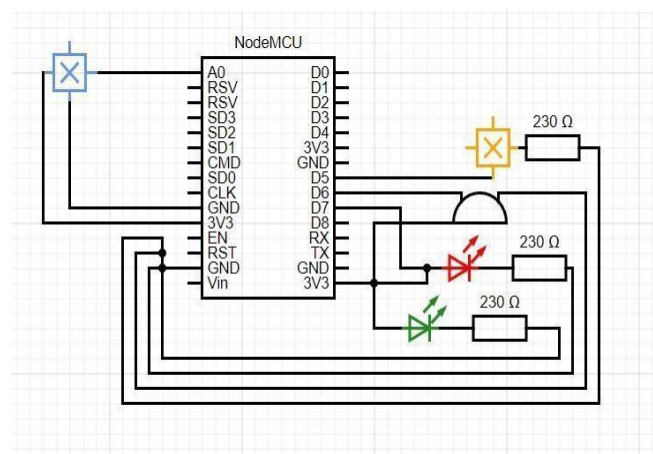 NodeMCU
A0 D0
RSV D1
RSV D2
SD3 D3
SD2 D4
SD1 3V3
CMD GND
SD0 D5
CLK D6
GND D7
3V3 D8
EN RX
RST TX
GND GND
Vin 3V3
230 Ω
230 Ω
230 Ω